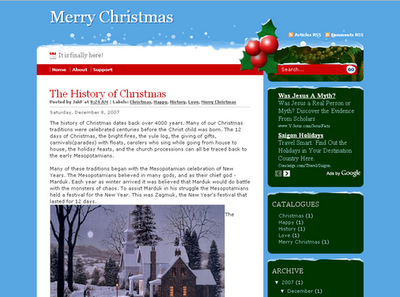 Merry Christmas
Articles RSS Comments RSS
It is finally here!
Home About Support
Search ... GO
The History of Christmas
Posted by JahF at 9:24 AM | Labels: Christmas, Happy, History, Love, Merry Christmas
Saturday, December 8, 2007
The history of Christmas dates back over 4000 years. Many of our Christmas
traditions were celebrated centuries before the Christ child was born. The 12
days of Christmas, the bright fires, the yule log, the giving of gifts,
carnivals(parades) with floats, carolers who sing while going from house to
house, the holiday feasts, and the church processions can all be traced back to
the early Mesopotamians.
Many of these traditions began with the Mesopotamian celebration of New
Years. The Mesopotamians believed in many gods, and as their chief god -
Marduk. Each year as winter arrived it was believed that Marduk would do battle
with the monsters of chaos. To assist Marduk in his struggle the Mesopotamians
held a festival for the New Year. This was Zagmuk, the New Year's festival that
lasted for 12 days.
The
Was Jesus A Myth?
Was Jesus a Real Person
or Myth? Discover the
Evidence From Scholars
www.Y-Jesus.com/JesusFacts
Saigon Holidays
Travel Smart. Find Out the
Holidays in Your Destination
Country Here.
Concierge.com/Travel/Saigon
Ads by Google
CATALOGUES
Christmas (1)
Happy (1)
History (1)
Love (1)
Merry Christmas (1)
ARCHIVE
▼ 2007 (1)
▼ December (1)